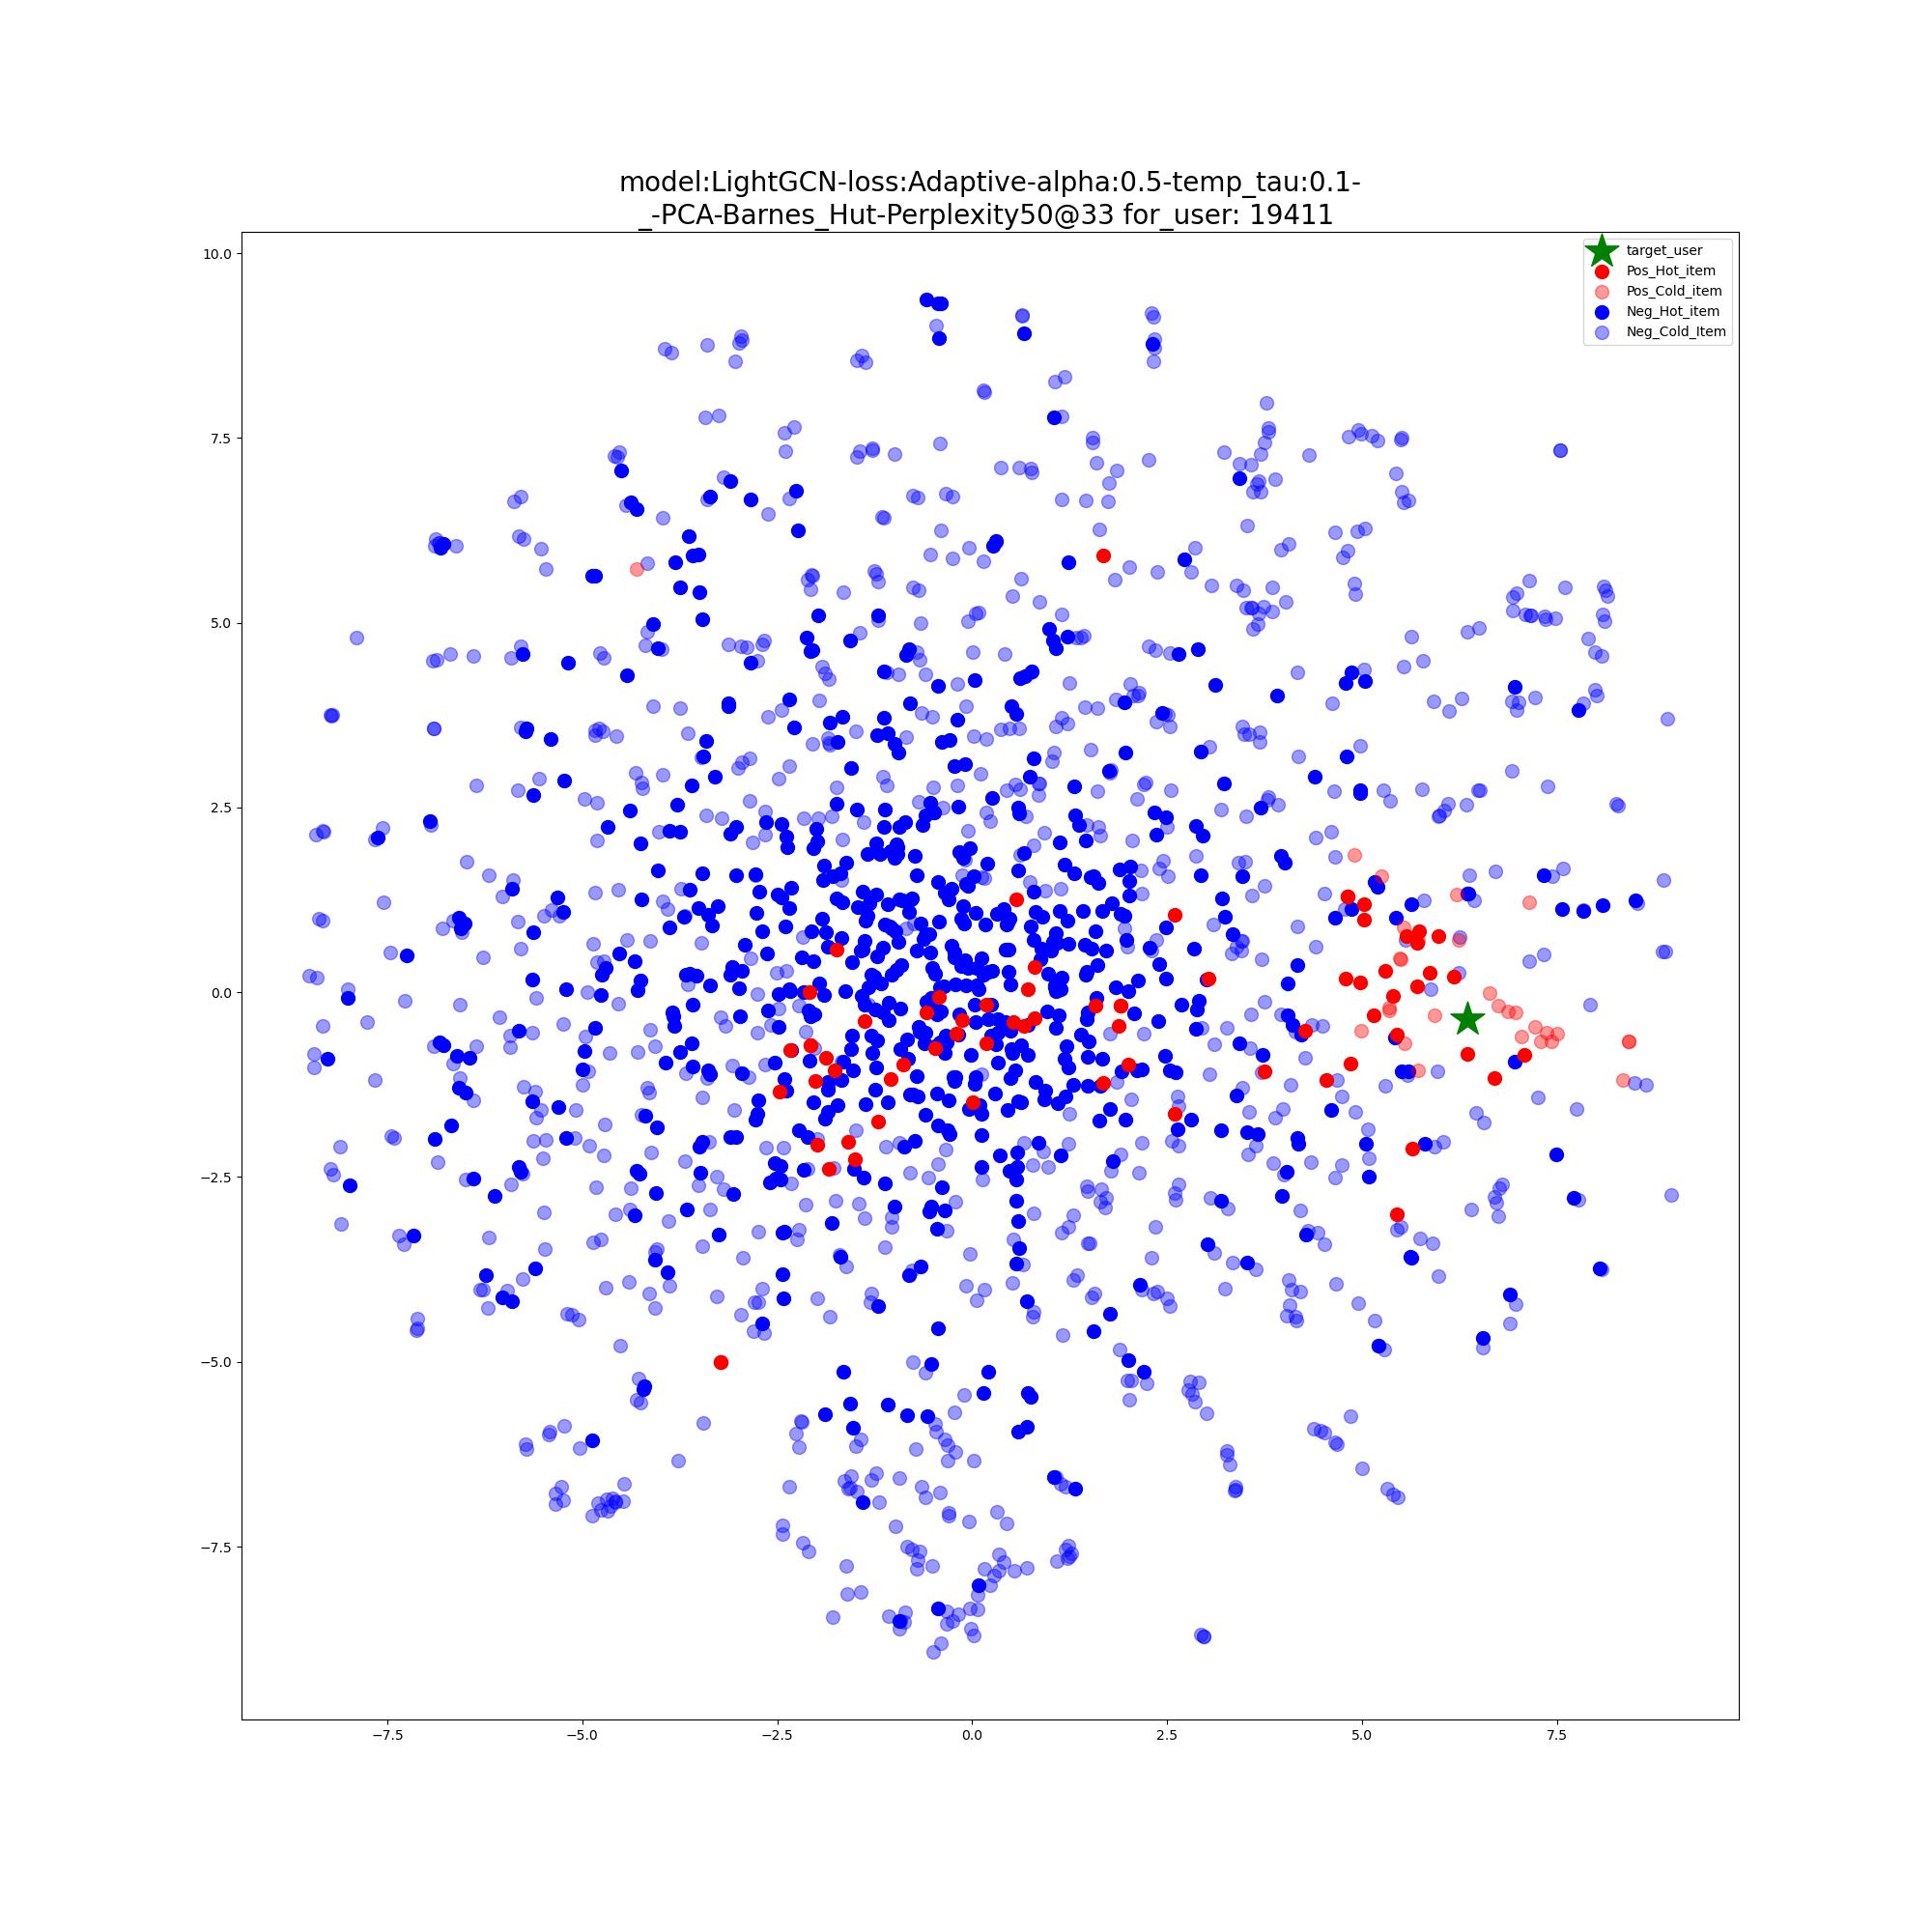 model:LightGCN-loss:Adaptive-alpha:0.5-temp_tau:0.1-
_-PCA-Barnes_Hut-Perplexity50@33 for_user: 19411
target_user
Pos_Hot_item
Pos_Cold_item
Neg_Hot_item
Neg_Cold_Item
10.0
7.5
5.0
2.5
0.0
−2.5
−5.0
−7.5
−7.5 −5.0 −2.5 0.0 2.5 5.0 7.5